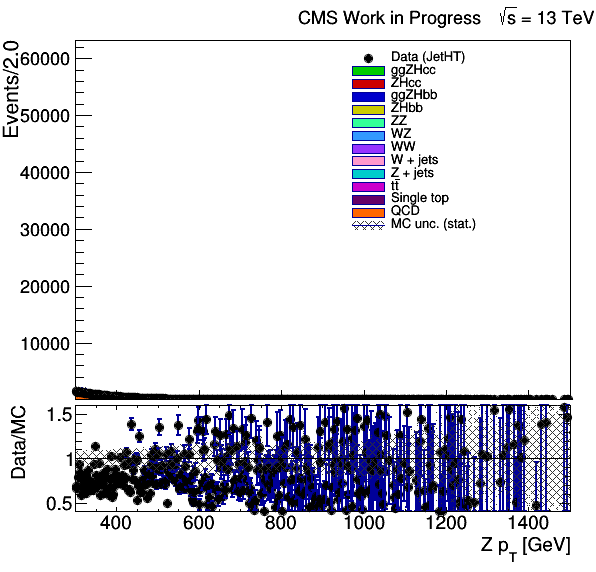 CMS Work in Progress √s = 13 TeV
Events/2.0
60000
50000
40000
30000
20000
10000
Data (JetHT)
ggZHcc
ZHcc
ggZHbb
ZHbb
ZZ
WZ
WW
W + jets
Z + jets
tt̄
Single top
QCD
MC unc. (stat.)
Data/MC
1.5
1
0.5
400 600 800 1000 1200 1400
Z p_T [GeV]